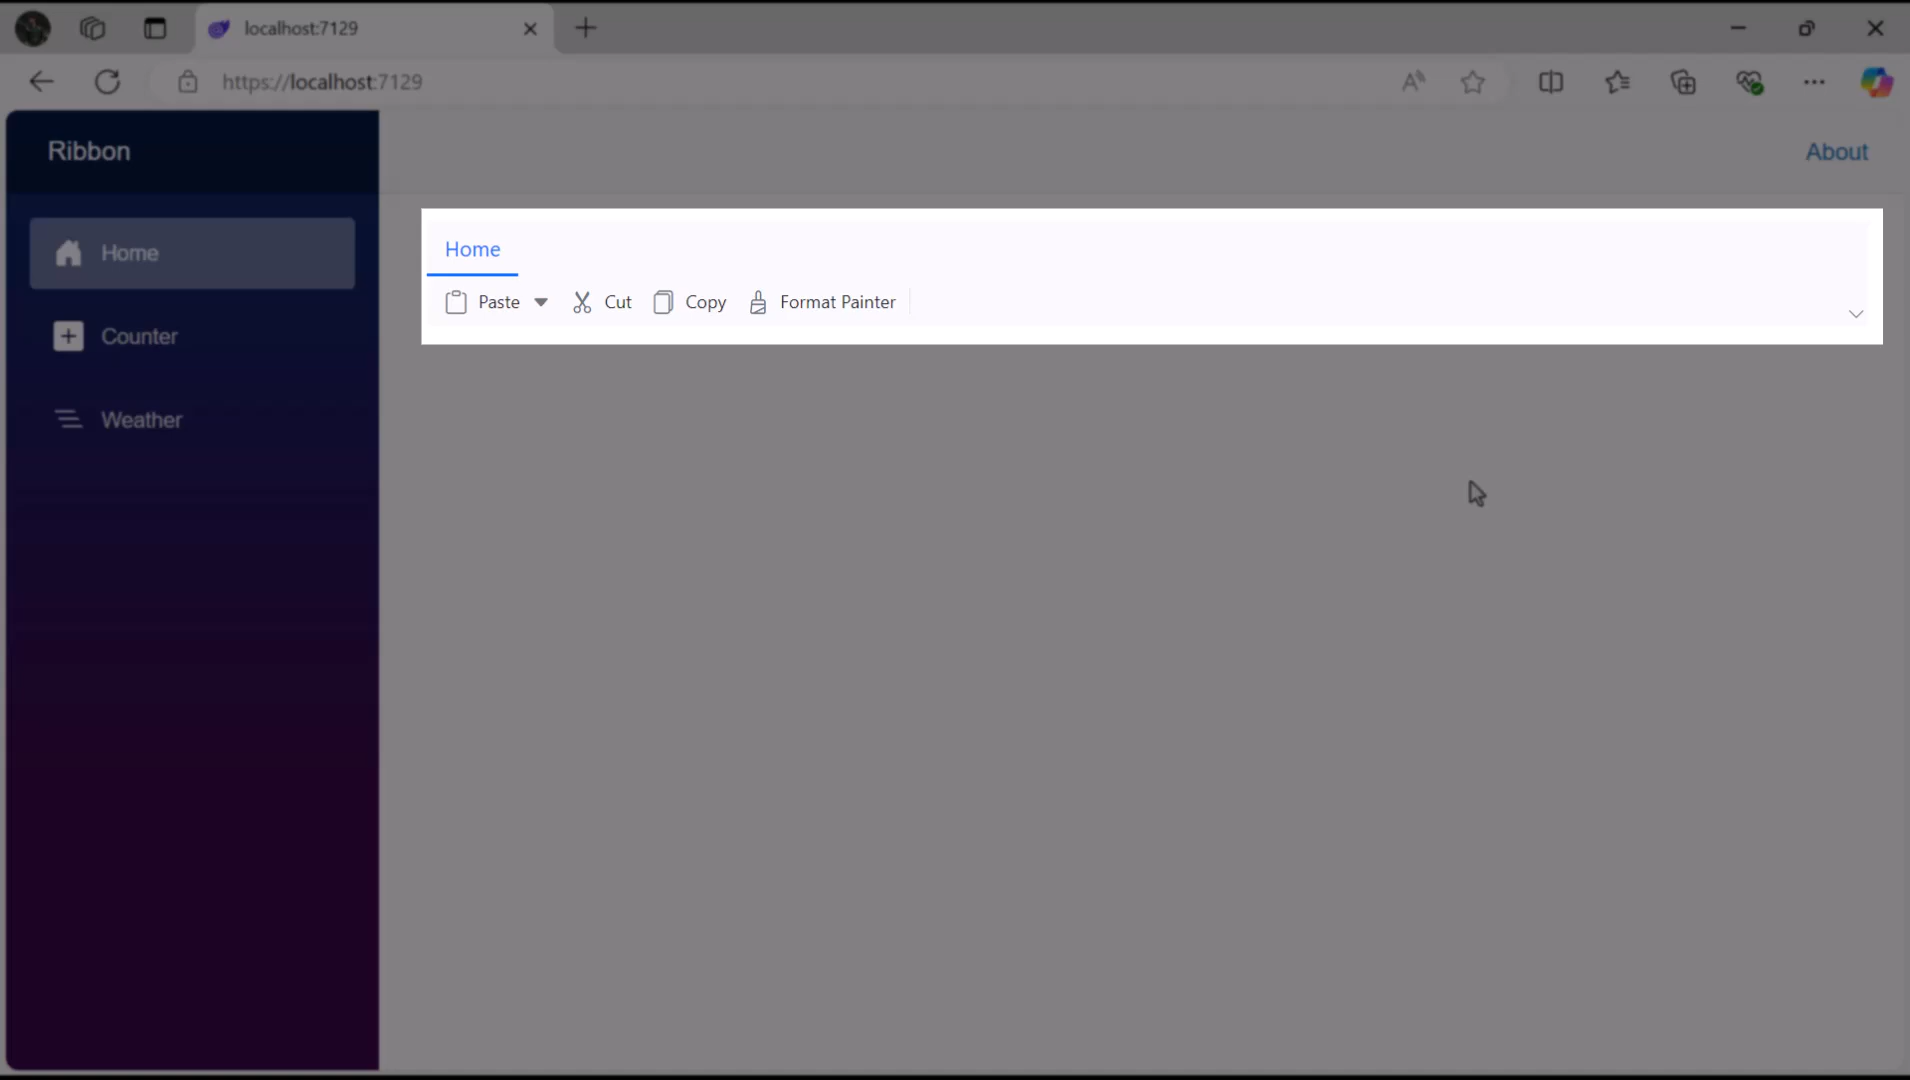 localhost:7129
https://localhost:7129
Ribbon
About
Home
Counter
Weather
Home
Paste Cut Copy Format Painter